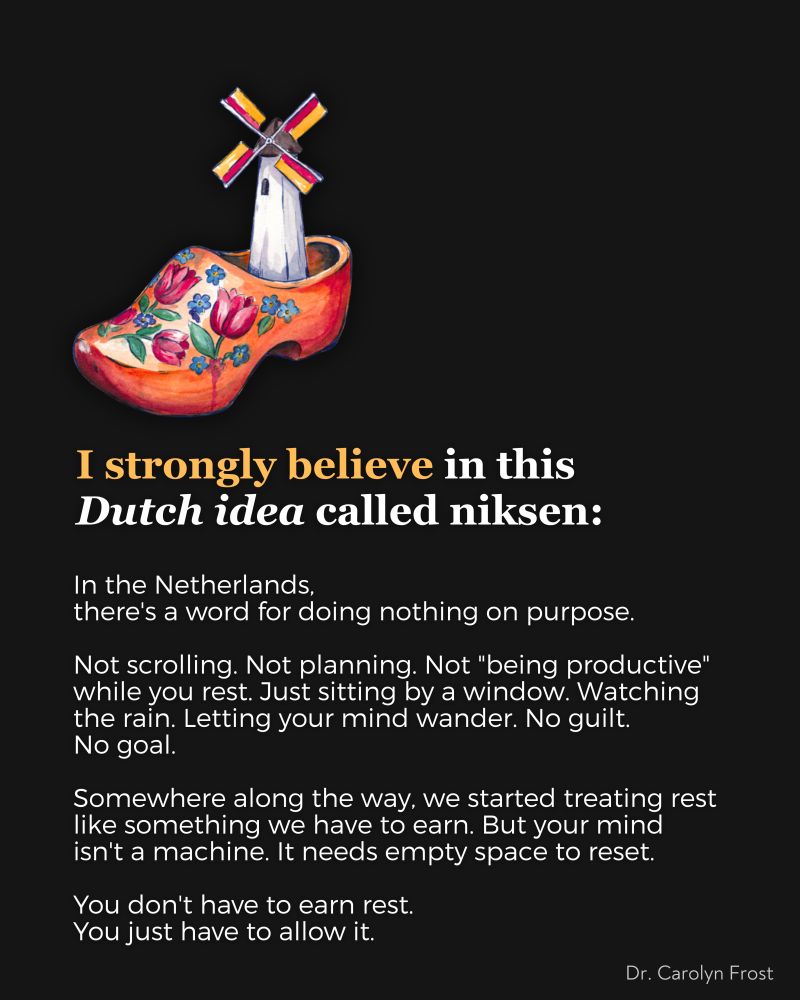 I strongly believe in this
Dutch idea called niksen:
In the Netherlands,
there's a word for doing nothing on purpose.
Not scrolling. Not planning. Not "being productive"
while you rest. Just sitting by a window. Watching
the rain. Letting your mind wander. No guilt.
No goal.
Somewhere along the way, we started treating rest
like something we have to earn. But your mind
isn't a machine. It needs empty space to reset.
You don't have to earn rest.
You just have to allow it.
Dr. Carolyn Frost